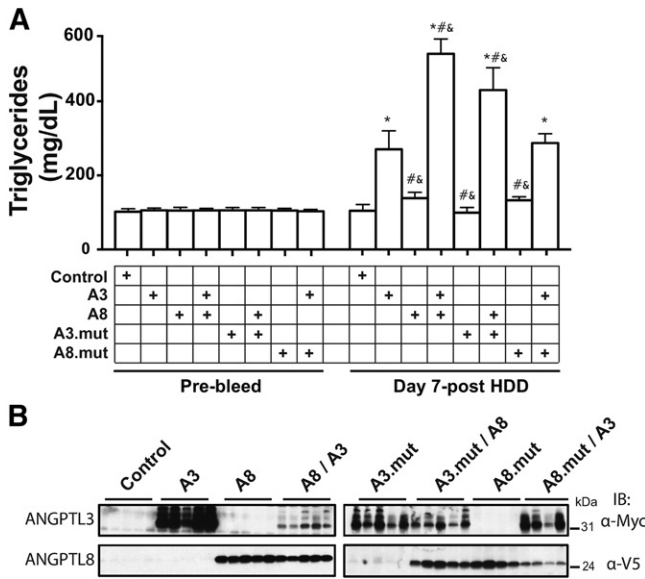 A
Triglycerides
(mg/dL)
600
400
200
0
* *#& #& *#& #& *#& #& *
Control + +
A3 + + + + + +
A8 + + + + + +
A3.mut + + + +
A8.mut + + + +
Pre-bleed Day 7-post HDD
B
Control A3 A8 A8 / A3 A3.mut A3.mut / A8 A8.mut A8.mut / A3
kDa IB:
ANGPTL3 31 α-Myc
ANGPTL8 24 α-V5